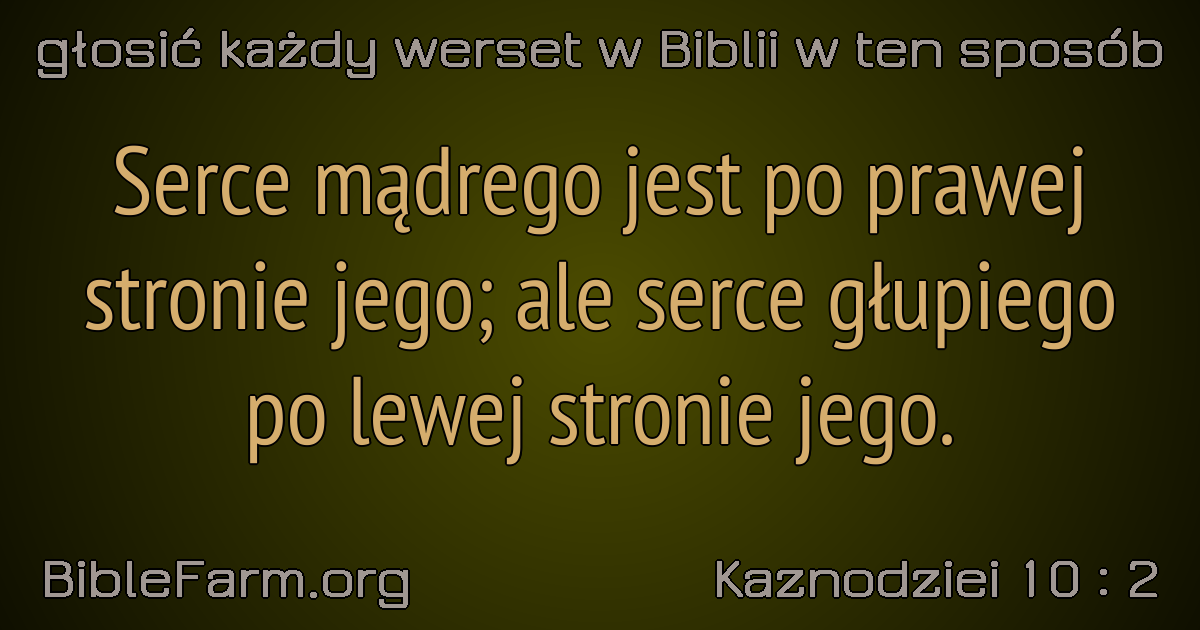 głosić każdy werset w Biblii w ten sposób
Serce mądrego jest po prawej
stronie jego; ale serce głupiego
po lewej stronie jego.
BibleFarm.org
Kaznodziei 10 : 2